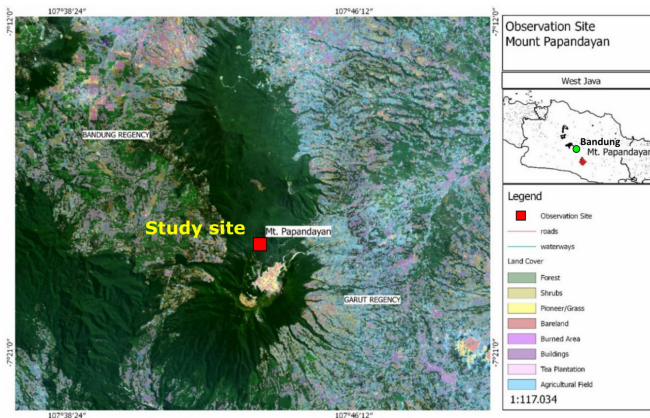 107°38'24"
107°46'12"
-7°12'0"
-7°12'0"
BANDUNG REGENCY
Study site
Mt. Papandayan
GARUT REGENCY
-7°21'0"
-7°21'0"
107°38'24"
107°46'12"
Observation Site
Mount Papandayan
West Java
Bandung
Mt. Papandayan
Legend
Observation Site
roads
waterways
Land Cover
Forest
Shrubs
Pioneer/Grass
Bareland
Burned Area
Buildings
Tea Plantation
Agricultural Field
1:117.034